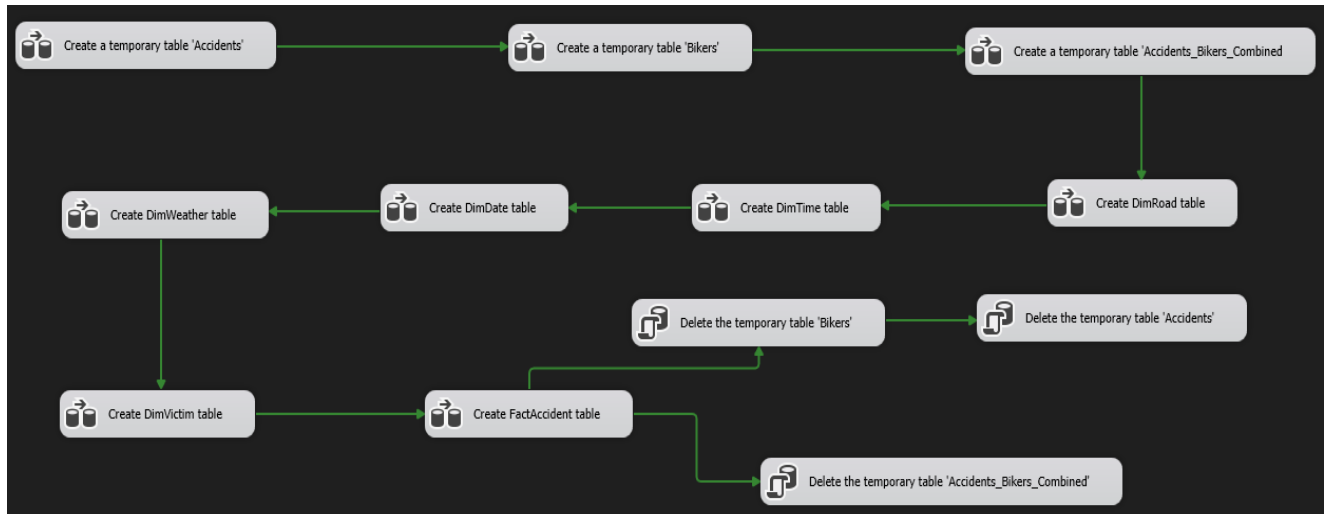 Create a temporary table 'Accidents'
Create a temporary table 'Bikers'
Create a temporary table 'Accidents_Bikers_Combined
Create DimWeather table
Create DimDate table
Create DimTime table
Create DimRoad table
Delete the temporary table 'Bikers'
Delete the temporary table 'Accidents'
Create DimVictim table
Create FactAccident table
Delete the temporary table 'Accidents_Bikers_Combined'